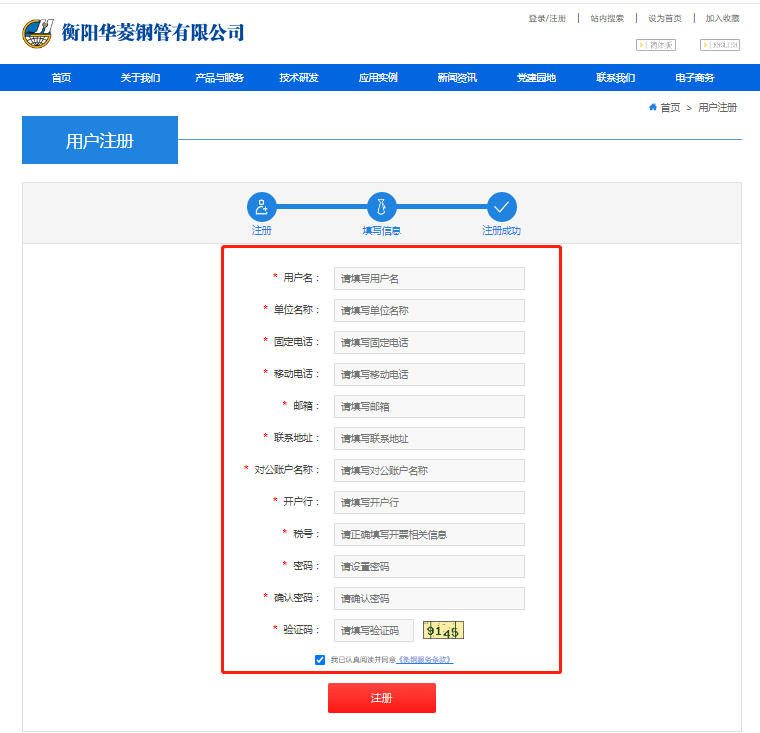 登录/注册 | 站内搜索 | 设为首页 | 加入收藏
衡阳华菱钢管有限公司
简体版 ENGLISH
首页 关于我们 产品与服务 技术研发 应用实例 新闻资讯 党建园地 联系我们 电子商务
首页 > 用户注册
用户注册
注册 填写信息 注册成功
* 用户名： 请填写用户名
* 单位名称： 请填写单位名称
* 固定电话： 请填写固定电话
* 移动电话： 请填写移动电话
* 邮箱： 请填写邮箱
* 联系地址： 请填写联系地址
* 对公账户名称： 请填写对公账户名称
* 开户行： 请填写开户行
* 税号： 请正确填写开票相关信息
* 密码： 请设置密码
* 确认密码： 请确认密码
* 验证码： 请填写验证码 9145
我已认真阅读并同意《衡钢服务条款》
注册